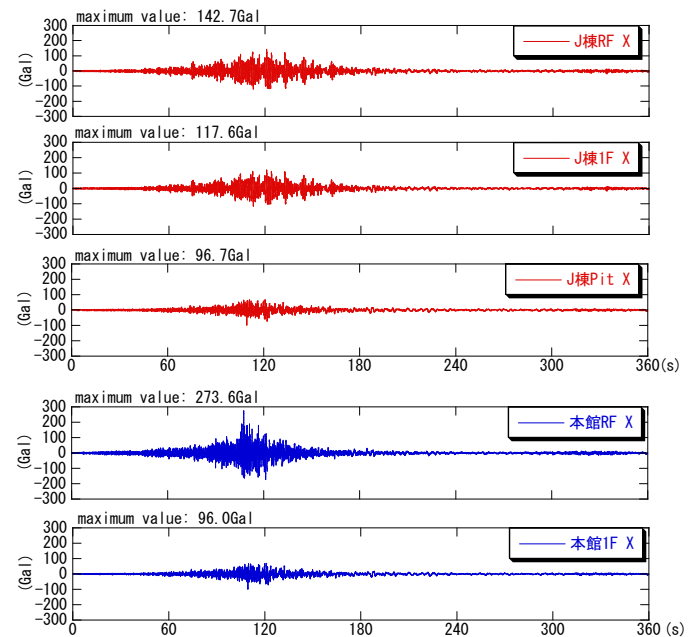 maximum value: 142.7Gal
300
200
100
0
-100
-200
-300
(Gal)
J棟RF X
maximum value: 117.6Gal
300
200
100
0
-100
-200
-300
(Gal)
J棟1F X
maximum value: 96.7Gal
300
200
100
0
-100
-200
-300
(Gal)
J棟Pit X
0 60 120 180 240 300 360(s)
maximum value: 273.6Gal
300
200
100
0
-100
-200
-300
(Gal)
本館RF X
maximum value: 96.0Gal
300
200
100
0
-100
-200
-300
(Gal)
本館1F X
0 60 120 180 240 300 360 (s)